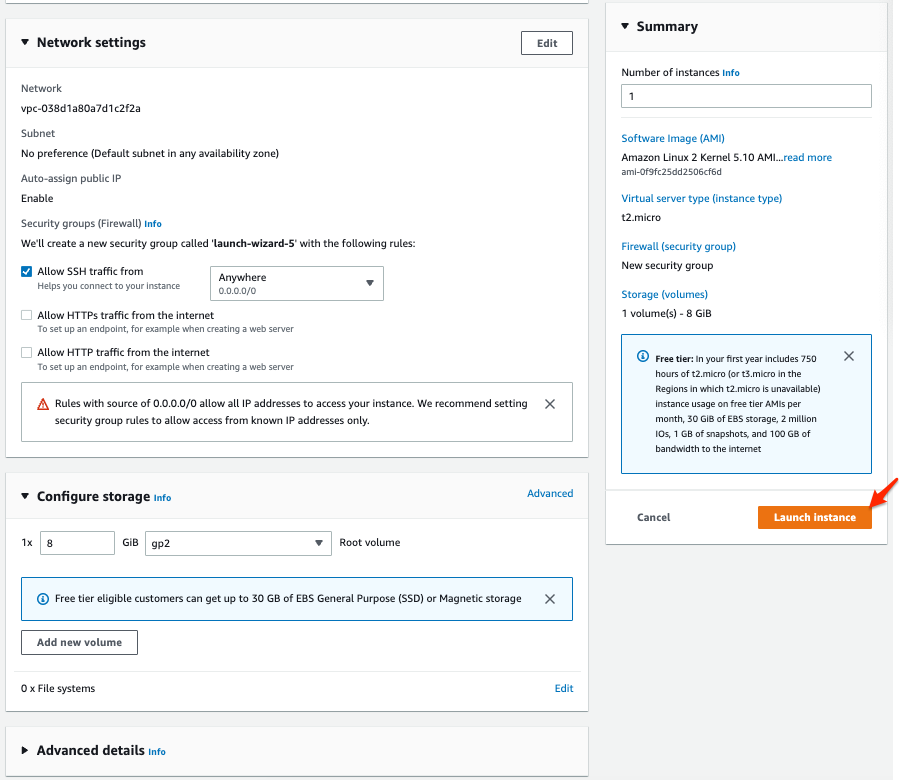 Network settings
Edit
Network
vpc-038d1a80a7d1c2f2a
Subnet
No preference (Default subnet in any availability zone)
Auto-assign public IP
Enable
Security groups (Firewall) Info
We'll create a new security group called 'launch-wizard-5' with the following rules:
Allow SSH traffic from
Helps you connect to your instance
Anywhere
0.0.0.0/0
Allow HTTPs traffic from the internet
To set up an endpoint, for example when creating a web server
Allow HTTP traffic from the internet
To set up an endpoint, for example when creating a web server
Rules with source of 0.0.0.0/0 allow all IP addresses to access your instance. We recommend setting
security group rules to allow access from known IP addresses only.
Configure storage Info
Advanced
1x 8 GiB gp2 Root volume
Free tier eligible customers can get up to 30 GB of EBS General Purpose (SSD) or Magnetic storage
Add new volume
0 x File systems
Edit
Advanced details Info
Summary
Number of instances Info
1
Software Image (AMI)
Amazon Linux 2 Kernel 5.10 AMI...read more
ami-0f9fc25dd2506cf6d
Virtual server type (instance type)
t2.micro
Firewall (security group)
New security group
Storage (volumes)
1 volume(s) - 8 GiB
Free tier: In your first year includes 750
hours of t2.micro (or t3.micro in the
Regions in which t2.micro is unavailable)
instance usage on free tier AMIs per
month, 30 GiB of EBS storage, 2 million
IOs, 1 GB of snapshots, and 100 GB of
bandwidth to the internet
Cancel
Launch instance